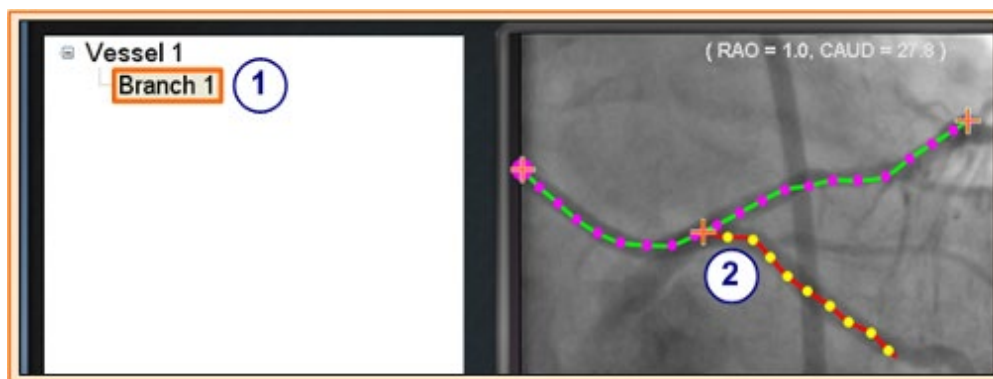 Vessel 1
Branch 1
1
( RAO = 1.0, CAUD = 27.8 )
2